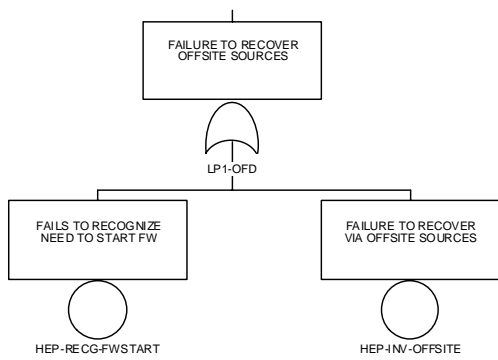 FAILURE TO RECOVER
OFFSITE SOURCES
LP1-OFD
FAILS TO RECOGNIZE
NEED TO START FW
FAILURE TO RECOVER
VIA OFFSITE SOURCES
HEP-RECG-FWSTART
HEP-INV-OFFSITE